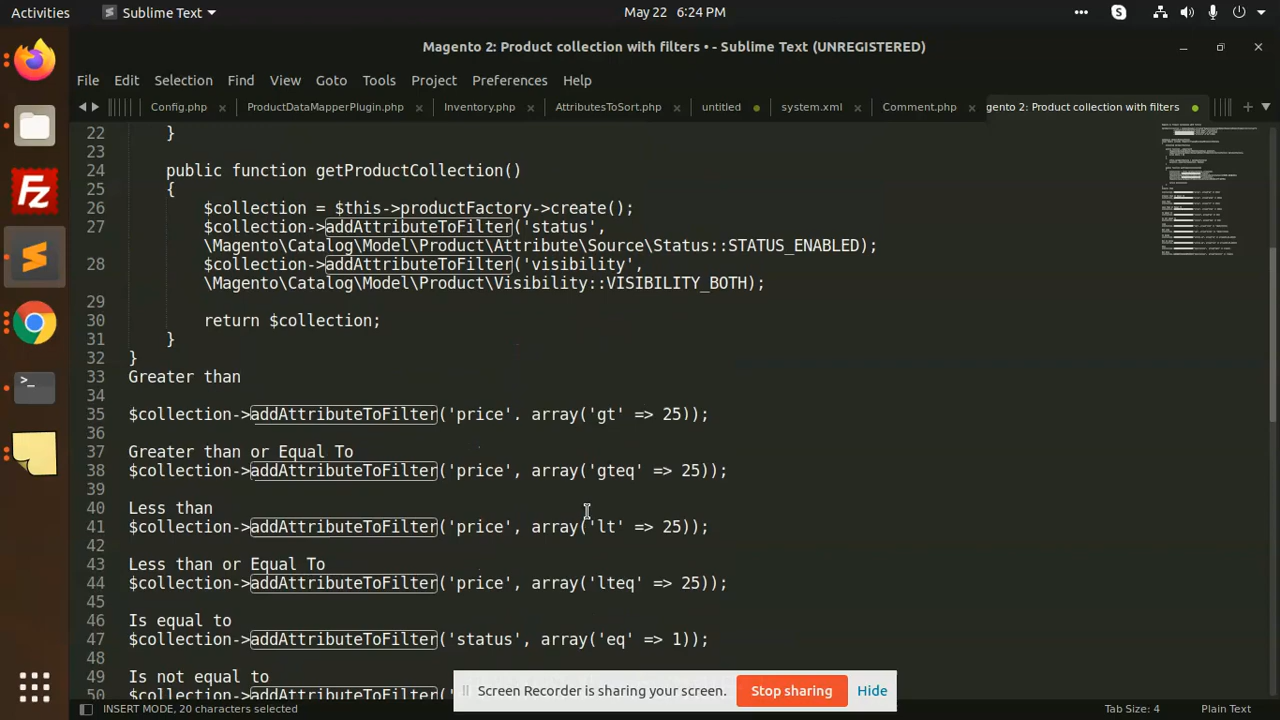 Activities
Sublime Text
May 22 6:24 PM
Magento 2: Product collection with filters • - Sublime Text (UNREGISTERED)
File Edit Selection Find View Goto Tools Project Preferences Help
Config.php ProductDataMapperPlugin.php Inventory.php AttributesToSort.php untitled system.xml Comment.php gento 2: Product collection with filters
22 }
23
24 public function getProductCollection()
25 {
26 $collection = $this->productFactory->create();
27 $collection->addAttributeToFilter('status',
\Magento\Catalog\Model\Product\Attribute\Source\Status::STATUS_ENABLED);
28 $collection->addAttributeToFilter('visibility',
\Magento\Catalog\Model\Product\Visibility::VISIBILITY_BOTH);
29
30 return $collection;
31 }
32 }
33 Greater than
34
35 $collection->addAttributeToFilter('price'. array('gt' => 25));
36
37 Greater than or Equal To
38 $collection->addAttributeToFilter('price', array('gteq' => 25));
39
40 Less than
41 $collection->addAttributeToFilter('price', array('lt' => 25));
42
43 Less than or Equal To
44 $collection->addAttributeToFilter('price', array('lteq' => 25));
45
46 Is equal to
47 $collection->addAttributeToFilter('status', array('eq' => 1));
48
49 Is not equal to
50 $collection->addAttributeToFilter('
Screen Recorder is sharing your screen. Stop sharing Hide
INSERT MODE, 20 characters selected
Tab Size: 4
Plain Text